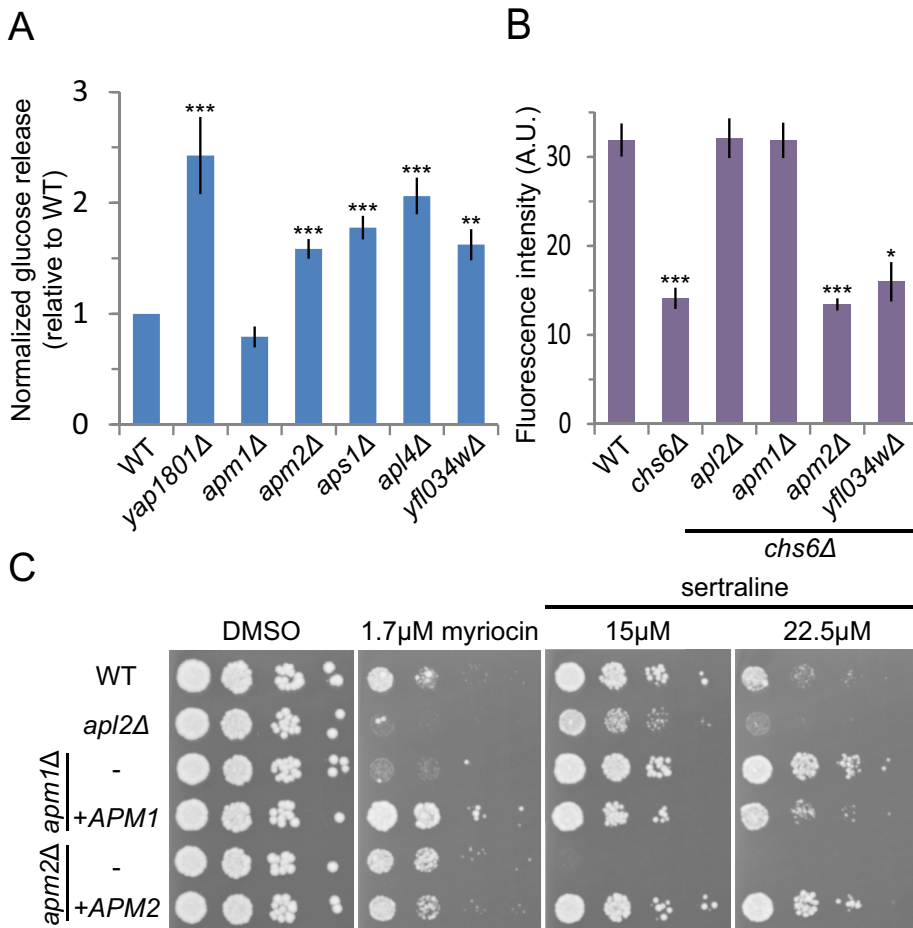 A
Normalized glucose release
(relative to WT)
3
2
1
0
***
***
***
***
**
WT
yap1801Δ
apm1Δ
apm2Δ
aps1Δ
apl4Δ
yfl034wΔ
B
Fluorescence intensity (A.U.)
30
20
10
0
***
***
*
WT
chs6Δ
apl2Δ
apm1Δ
apm2Δ
yfl034wΔ
chs6Δ
C
sertraline
DMSO
1.7µM myriocin
15µM
22.5µM
WT
apl2Δ
apm1Δ
-
+APM1
apm2Δ
-
+APM2